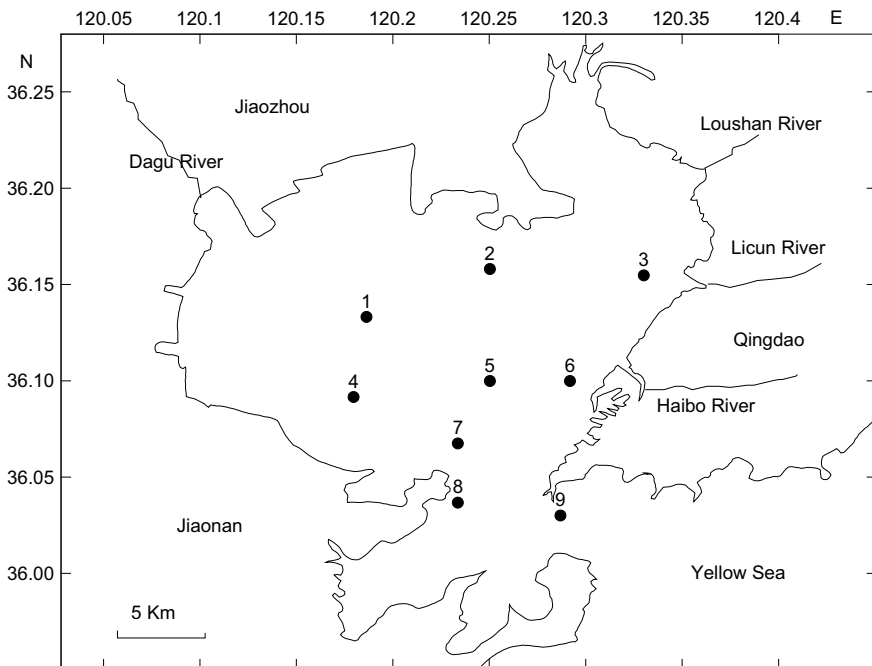 120.05 120.1 120.15 120.2 120.25 120.3 120.35 120.4 E
N
36.25
Jiaozhou
Loushan River
Dagu River
36.20
Licun River
2
3
36.15
1
Qingdao
5
6
36.10
4
Haibo River
7
36.05
8
9
Jiaonan
36.00
Yellow Sea
5 Km